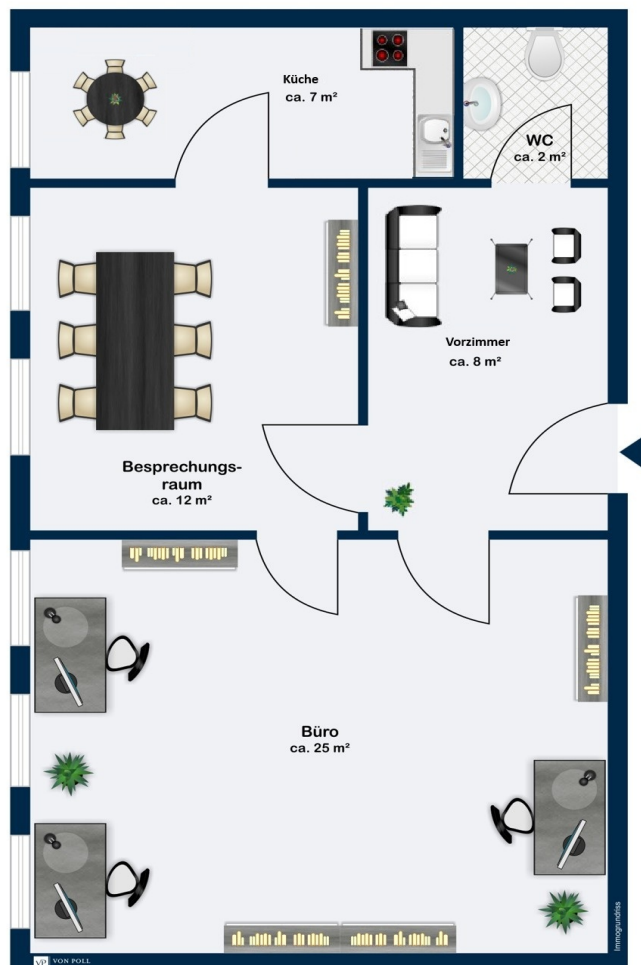 Küche
ca. 7 m²
WC
ca. 2 m²
Vorzimmer
ca. 8 m²
Besprechungs-
raum
ca. 12 m²
Büro
ca. 25 m²
Immogrundriss
VP VON POLL